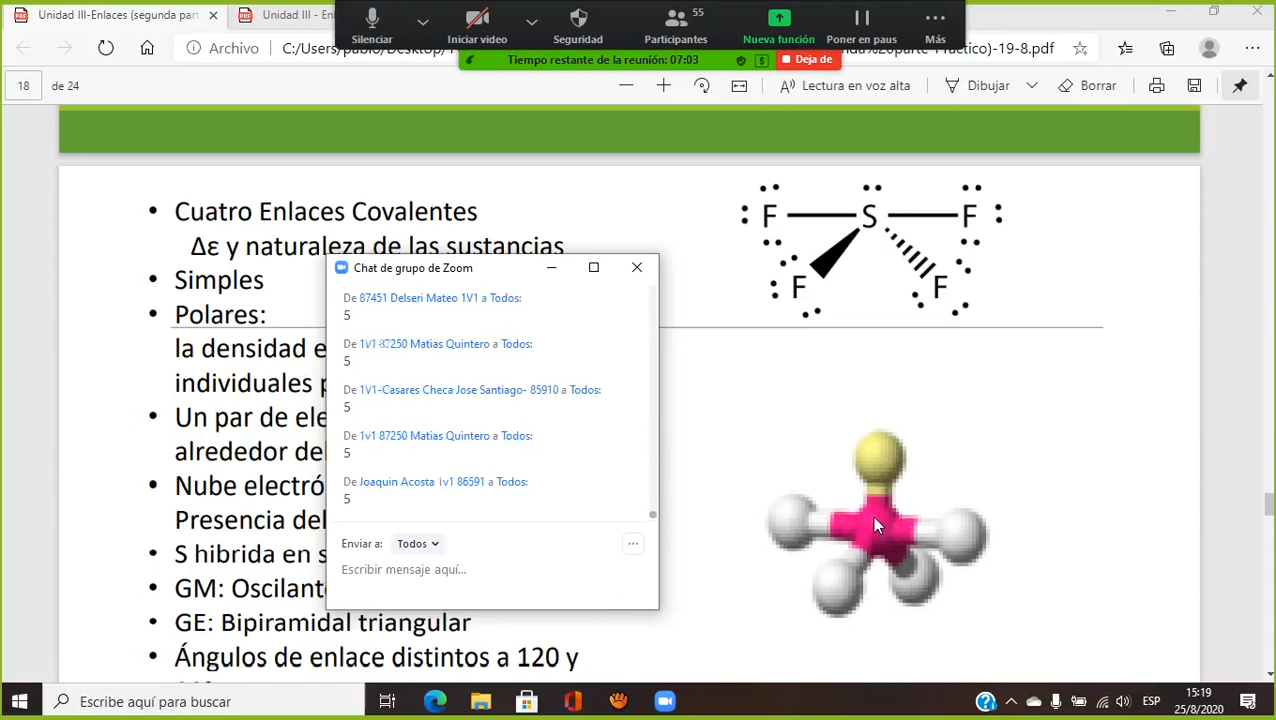 Unidad III-Enlaces (segunda part
Unidad III - En
Silenciar
Iniciar video
Seguridad
55
Participantes
Nueva función
Poner en paus
Más
Archivo
C:/Users/pablo/Desktop/
nda%20parte-Practico)-19-8.pdf
Tiempo restante de la reunión: 07:03
$
Deja de
18 de 24
Lectura en voz alta
Dibujar
Borrar
• Cuatro Enlaces Covalentes
Δε y naturaleza de las sustancias
• Simples
• Polares:
la densidad e
individuales p
• Un par de ele
alrededor del
• Nube electró
Presencia del
• S hibrida en s
• GM: Oscilant
• GE: Bipiramidal triangular
• Ángulos de enlace distintos a 120 y
F S F
F F
Chat de grupo de Zoom
De 87451 Delseri Mateo 1V1 a Todos:
5
De 1v1-87250 Matias Quintero a Todos:
5
De 1V1-Casares Checa Jose Santiago- 85910 a Todos:
5
De 1v1 87250 Matias Quintero a Todos:
5
De Joaquin Acosta 1v1 86591 a Todos:
5
Enviar a: Todos
Escribir mensaje aquí...
Escribe aquí para buscar
ESP
15:19
25/8/2020